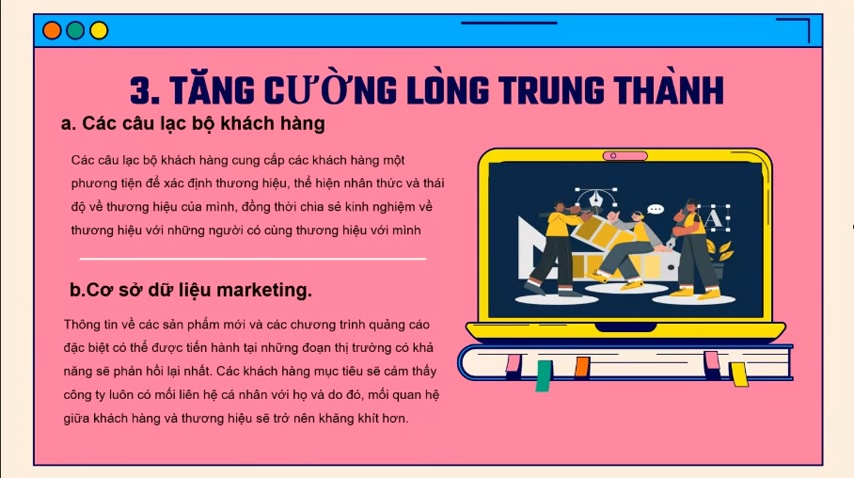 3. TĂNG CƯỜNG LÒNG TRUNG THÀNH
a. Các câu lạc bộ khách hàng
Các câu lạc bộ khách hàng cung cấp các khách hàng một
phương tiện để xác định thương hiệu, thể hiện nhân thức và thái
độ về thương hiệu của mình, đồng thời chia sẻ kinh nghiệm về
thương hiệu với những người có cùng thương hiệu với mình
b.Cơ sở dữ liệu marketing.
Thông tin về các sản phẩm mới và các chương trình quảng cáo
đặc biệt có thể được tiến hành tại những đoạn thị trường có khả
năng sẽ phản hồi lại nhất. Các khách hàng mục tiêu sẽ cảm thấy
công ty luôn có mối liên hệ cá nhân với họ và do đó, mối quan hệ
giữa khách hàng và thương hiệu sẽ trở nên khăng khít hơn.
A